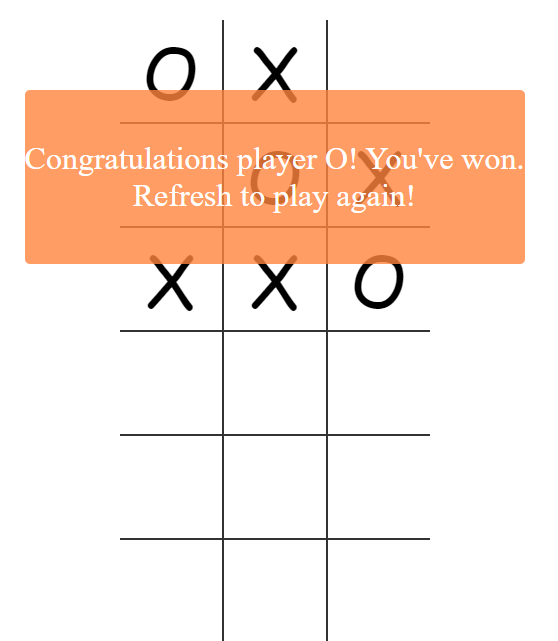 O X
Congratulations player O! You've won.
O X
Refresh to play again!
X X O